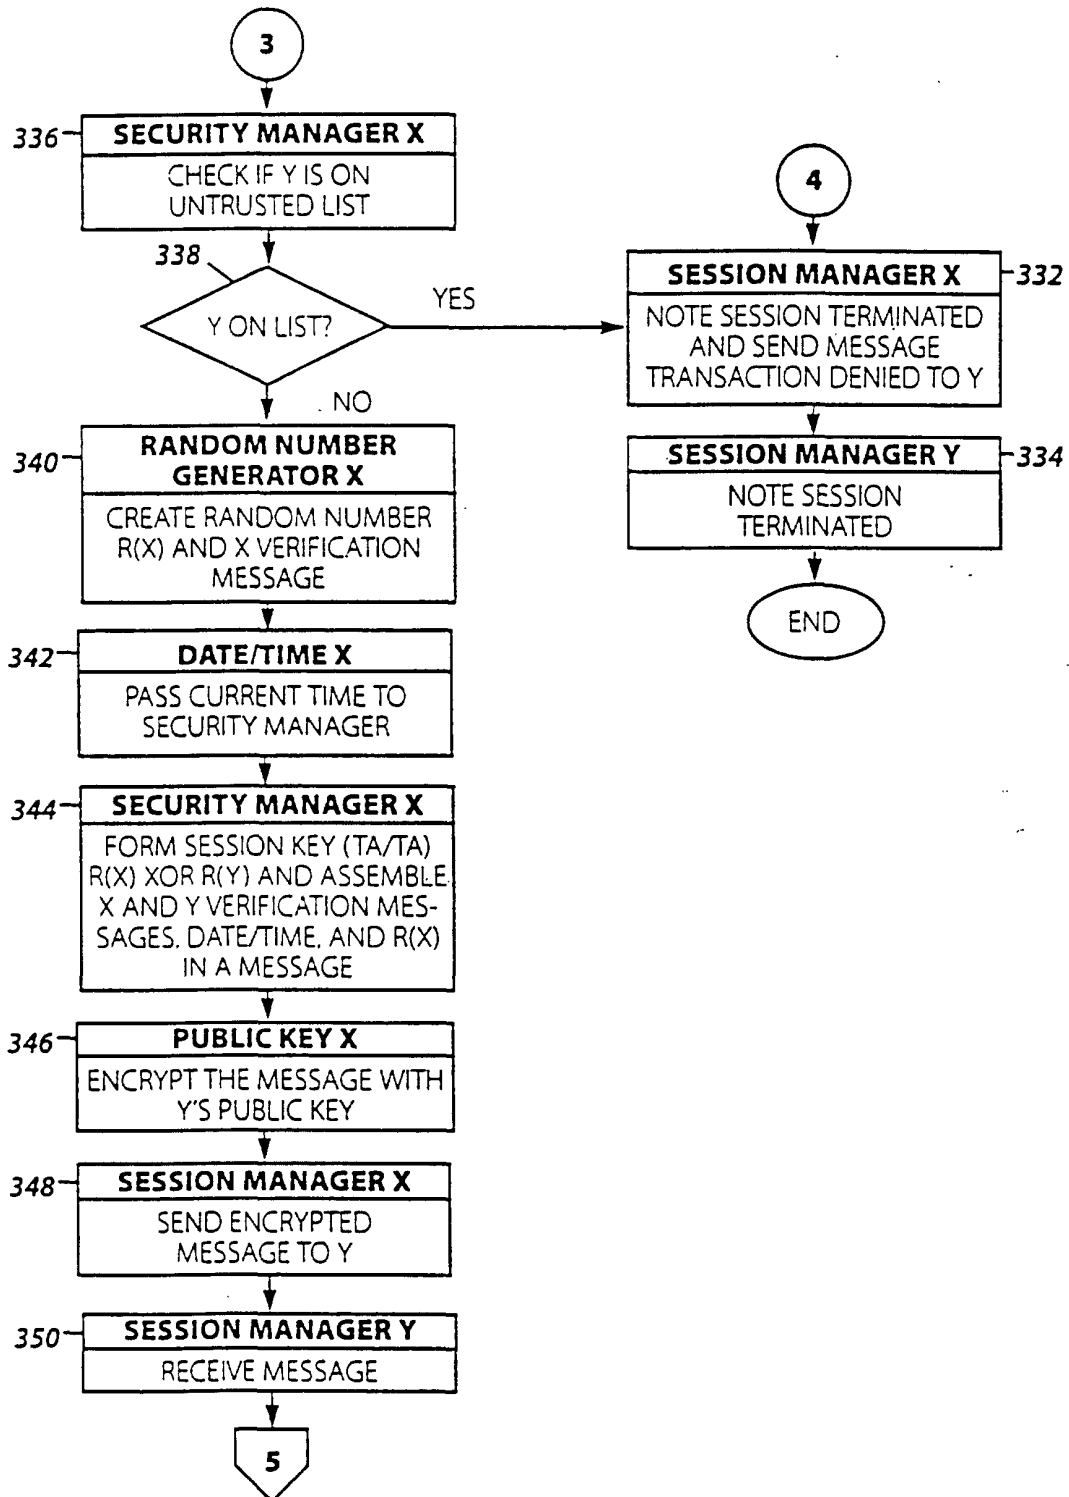 3
336
SECURITY MANAGER X
CHECK IF Y IS ON
UNTRUSTED LIST
338
Y ON LIST?
YES
NO
340
RANDOM NUMBER
GENERATOR X
CREATE RANDOM NUMBER
R(X) AND X VERIFICATION
MESSAGE
342
DATE/TIME X
PASS CURRENT TIME TO
SECURITY MANAGER
344
SECURITY MANAGER X
FORM SESSION KEY (TA/TA)
R(X) XOR R(Y) AND ASSEMBLE
X AND Y VERIFICATION MES-
SAGES, DATE/TIME, AND R(X)
IN A MESSAGE
346
PUBLIC KEY X
ENCRYPT THE MESSAGE WITH
Y'S PUBLIC KEY
348
SESSION MANAGER X
SEND ENCRYPTED
MESSAGE TO Y
350
SESSION MANAGER Y
RECEIVE MESSAGE
5
4
SESSION MANAGER X
332
NOTE SESSION TERMINATED
AND SEND MESSAGE
TRANSACTION DENIED TO Y
SESSION MANAGER Y
334
NOTE SESSION
TERMINATED
END